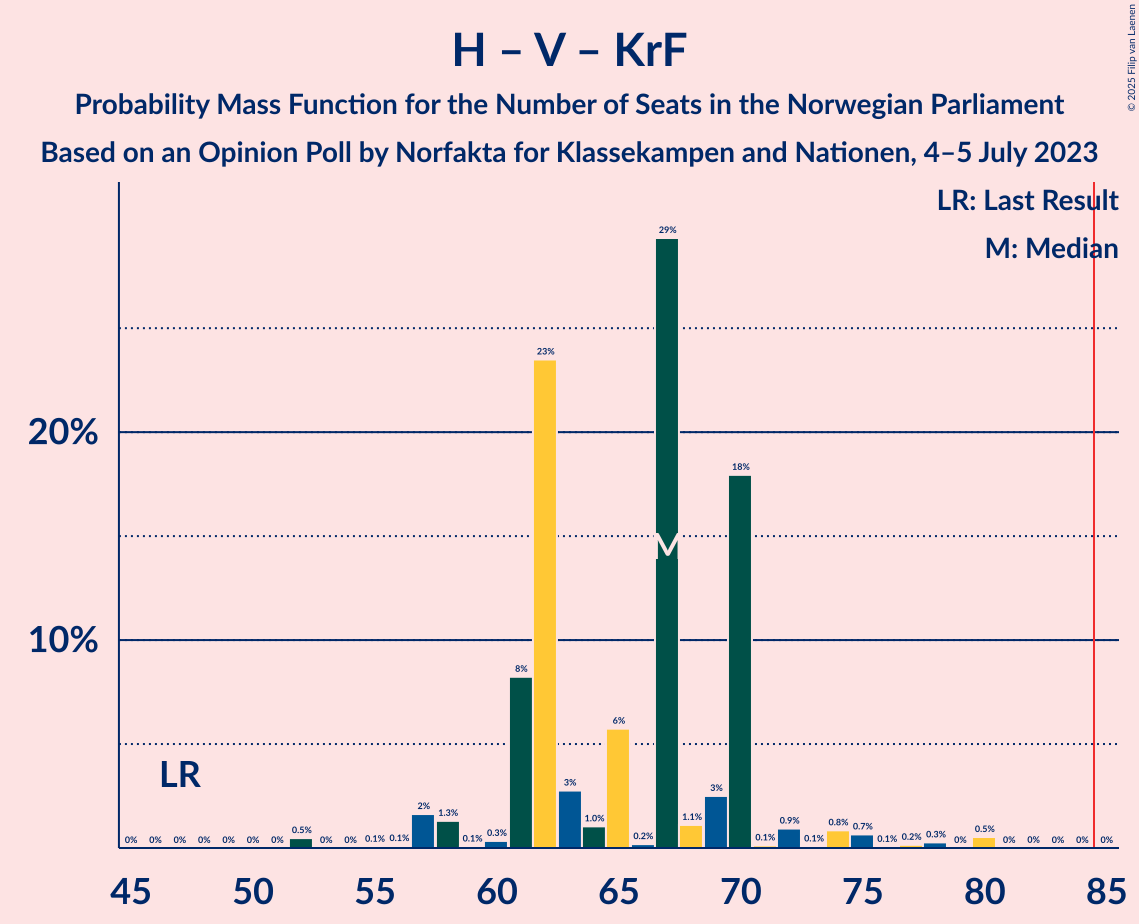 H – V – KrF
Probability Mass Function for the Number of Seats in the Norwegian Parliament
Based on an Opinion Poll by Norfakta for Klassekampen and Nationen, 4–5 July 2023
© 2025 Filip van Laenen
LR: Last Result
M: Median
20%
10%
29%
23%
18%
M
8%
6%
LR
0% 0% 0% 0% 0% 0% 0% 0.5% 0% 0% 0.1% 0.1% 2% 1.3% 0.1% 0.3% 3% 1.0% 0.2% 1.1% 3% 0.1% 0.9% 0.1% 0.8% 0.7% 0.1% 0.2% 0.3% 0% 0.5% 0% 0% 0% 0% 0%
45 50 55 60 65 70 75 80 85